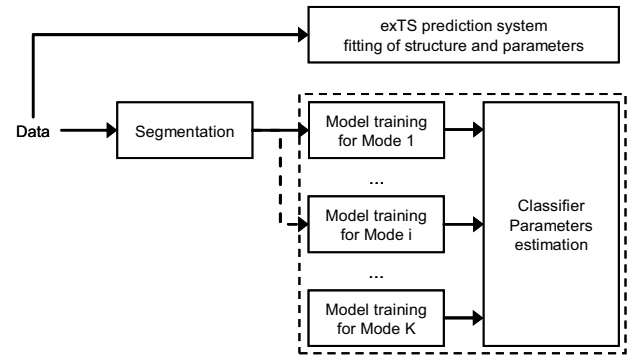 exTS prediction system
fitting of structure and parameters
Data
Segmentation
Model training
for Mode 1
...
Model training
for Mode i
...
Model training
for Mode K
Classifier
Parameters
estimation